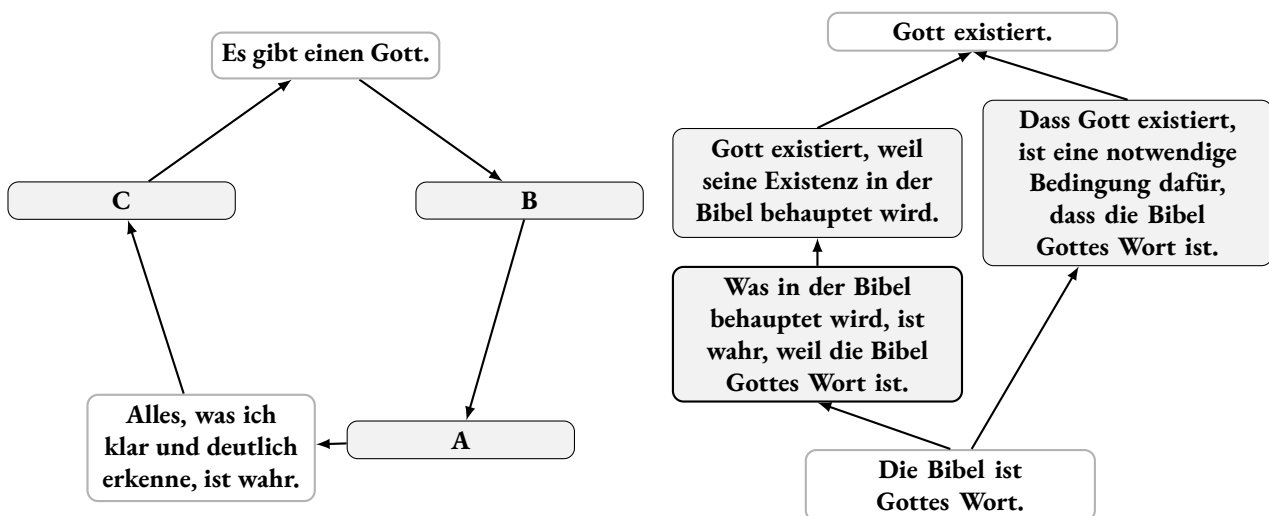 Es gibt einen Gott.
C
B
Alles, was ich
klar und deutlich
erkenne, ist wahr.
A
Gott existiert.
Gott existiert, weil
seine Existenz in der
Bibel behauptet wird.
Dass Gott existiert,
ist eine notwendige
Bedingung dafür,
dass die Bibel
Gottes Wort ist.
Was in der Bibel
behauptet wird, ist
wahr, weil die Bibel
Gottes Wort ist.
Die Bibel ist
Gottes Wort.